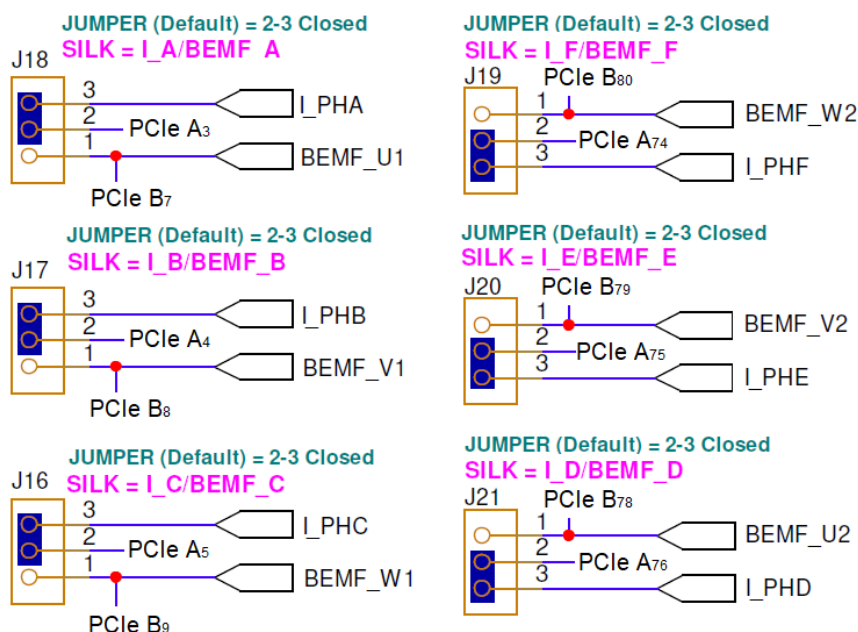 JUMPER (Default) = 2-3 Closed
SILK = I_A/BEMF_A
J18
3
I_PHA
2
PCIe A3
1
BEMF_U1
PCIe B7
JUMPER (Default) = 2-3 Closed
SILK = I_F/BEMF_F
J19
PCIe B80
1
BEMF_W2
2
PCIe A74
3
I_PHF
JUMPER (Default) = 2-3 Closed
SILK = I_B/BEMF_B
J17
3
I_PHB
2
PCIe A4
1
BEMF_V1
PCIe B8
JUMPER (Default) = 2-3 Closed
SILK = I_E/BEMF_E
J20
PCIe B79
1
BEMF_V2
2
PCIe A75
3
I_PHE
JUMPER (Default) = 2-3 Closed
SILK = I_C/BEMF_C
J16
3
I_PHC
2
PCIe A5
1
BEMF_W1
PCIe B9
JUMPER (Default) = 2-3 Closed
SILK = I_D/BEMF_D
J21
PCIe B78
1
BEMF_U2
2
PCIe A76
3
I_PHD